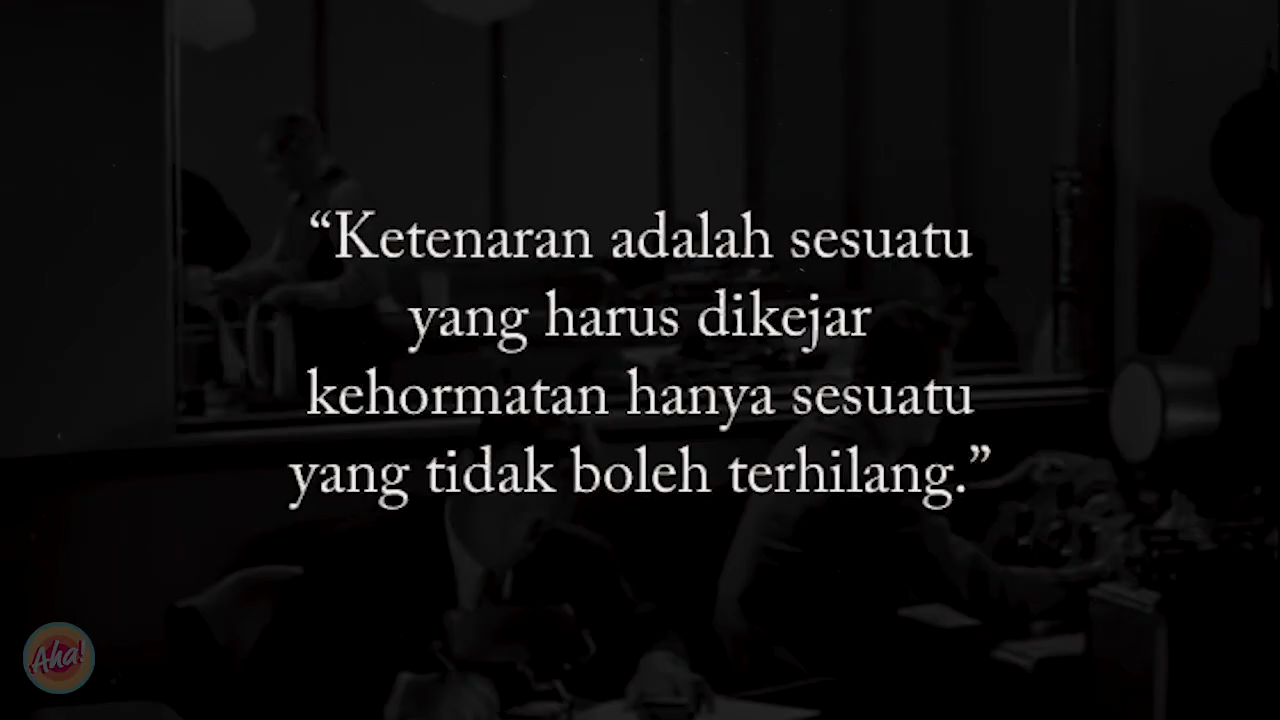 “Ketenaran adalah sesuatu
yang harus dikejar
kehormatan hanya sesuatu
yang tidak boleh terhilang.”
Aha!